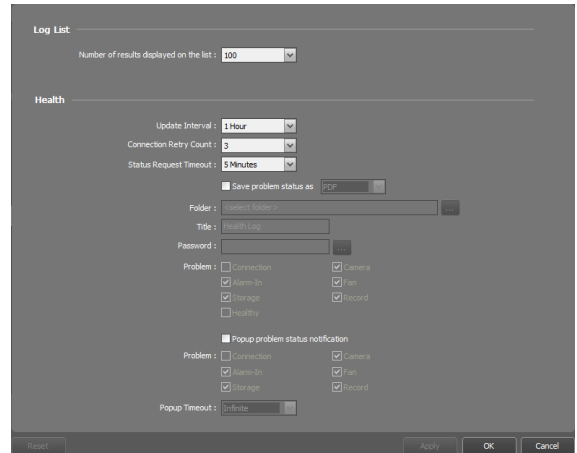 Log List
Number of results displayed on the list : 100
Health
Update Interval : 1 Hour
Connection Retry Count : 3
Status Request Timeout : 5 Minutes
Save problem status as PDF
Folder : <select folder> ...
Title : Health Log
Password : ...
Problem : Connection Camera
Alarm-In Fan
Storage Record
Healthy
Popup problem status notification
Problem : Connection Camera
Alarm-In Fan
Storage Record
Popup Timeout : Infinite
Reset Apply OK Cancel